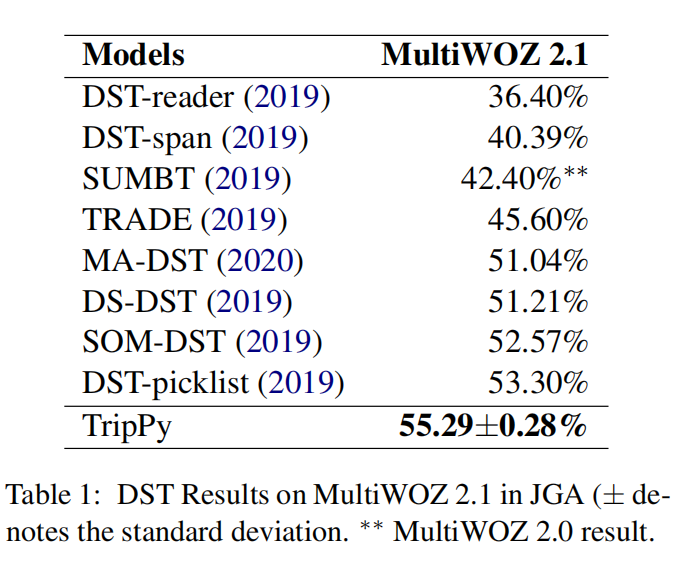 Models MultiWOZ 2.1
DST-reader (2019) 36.40%
DST-span (2019) 40.39%
SUMBT (2019) 42.40%**
TRADE (2019) 45.60%
MA-DST (2020) 51.04%
DS-DST (2019) 51.21%
SOM-DST (2019) 52.57%
DST-picklist (2019) 53.30%
TripPy 55.29±0.28%
Table 1: DST Results on MultiWOZ 2.1 in JGA (± de-
notes the standard deviation. ** MultiWOZ 2.0 result.